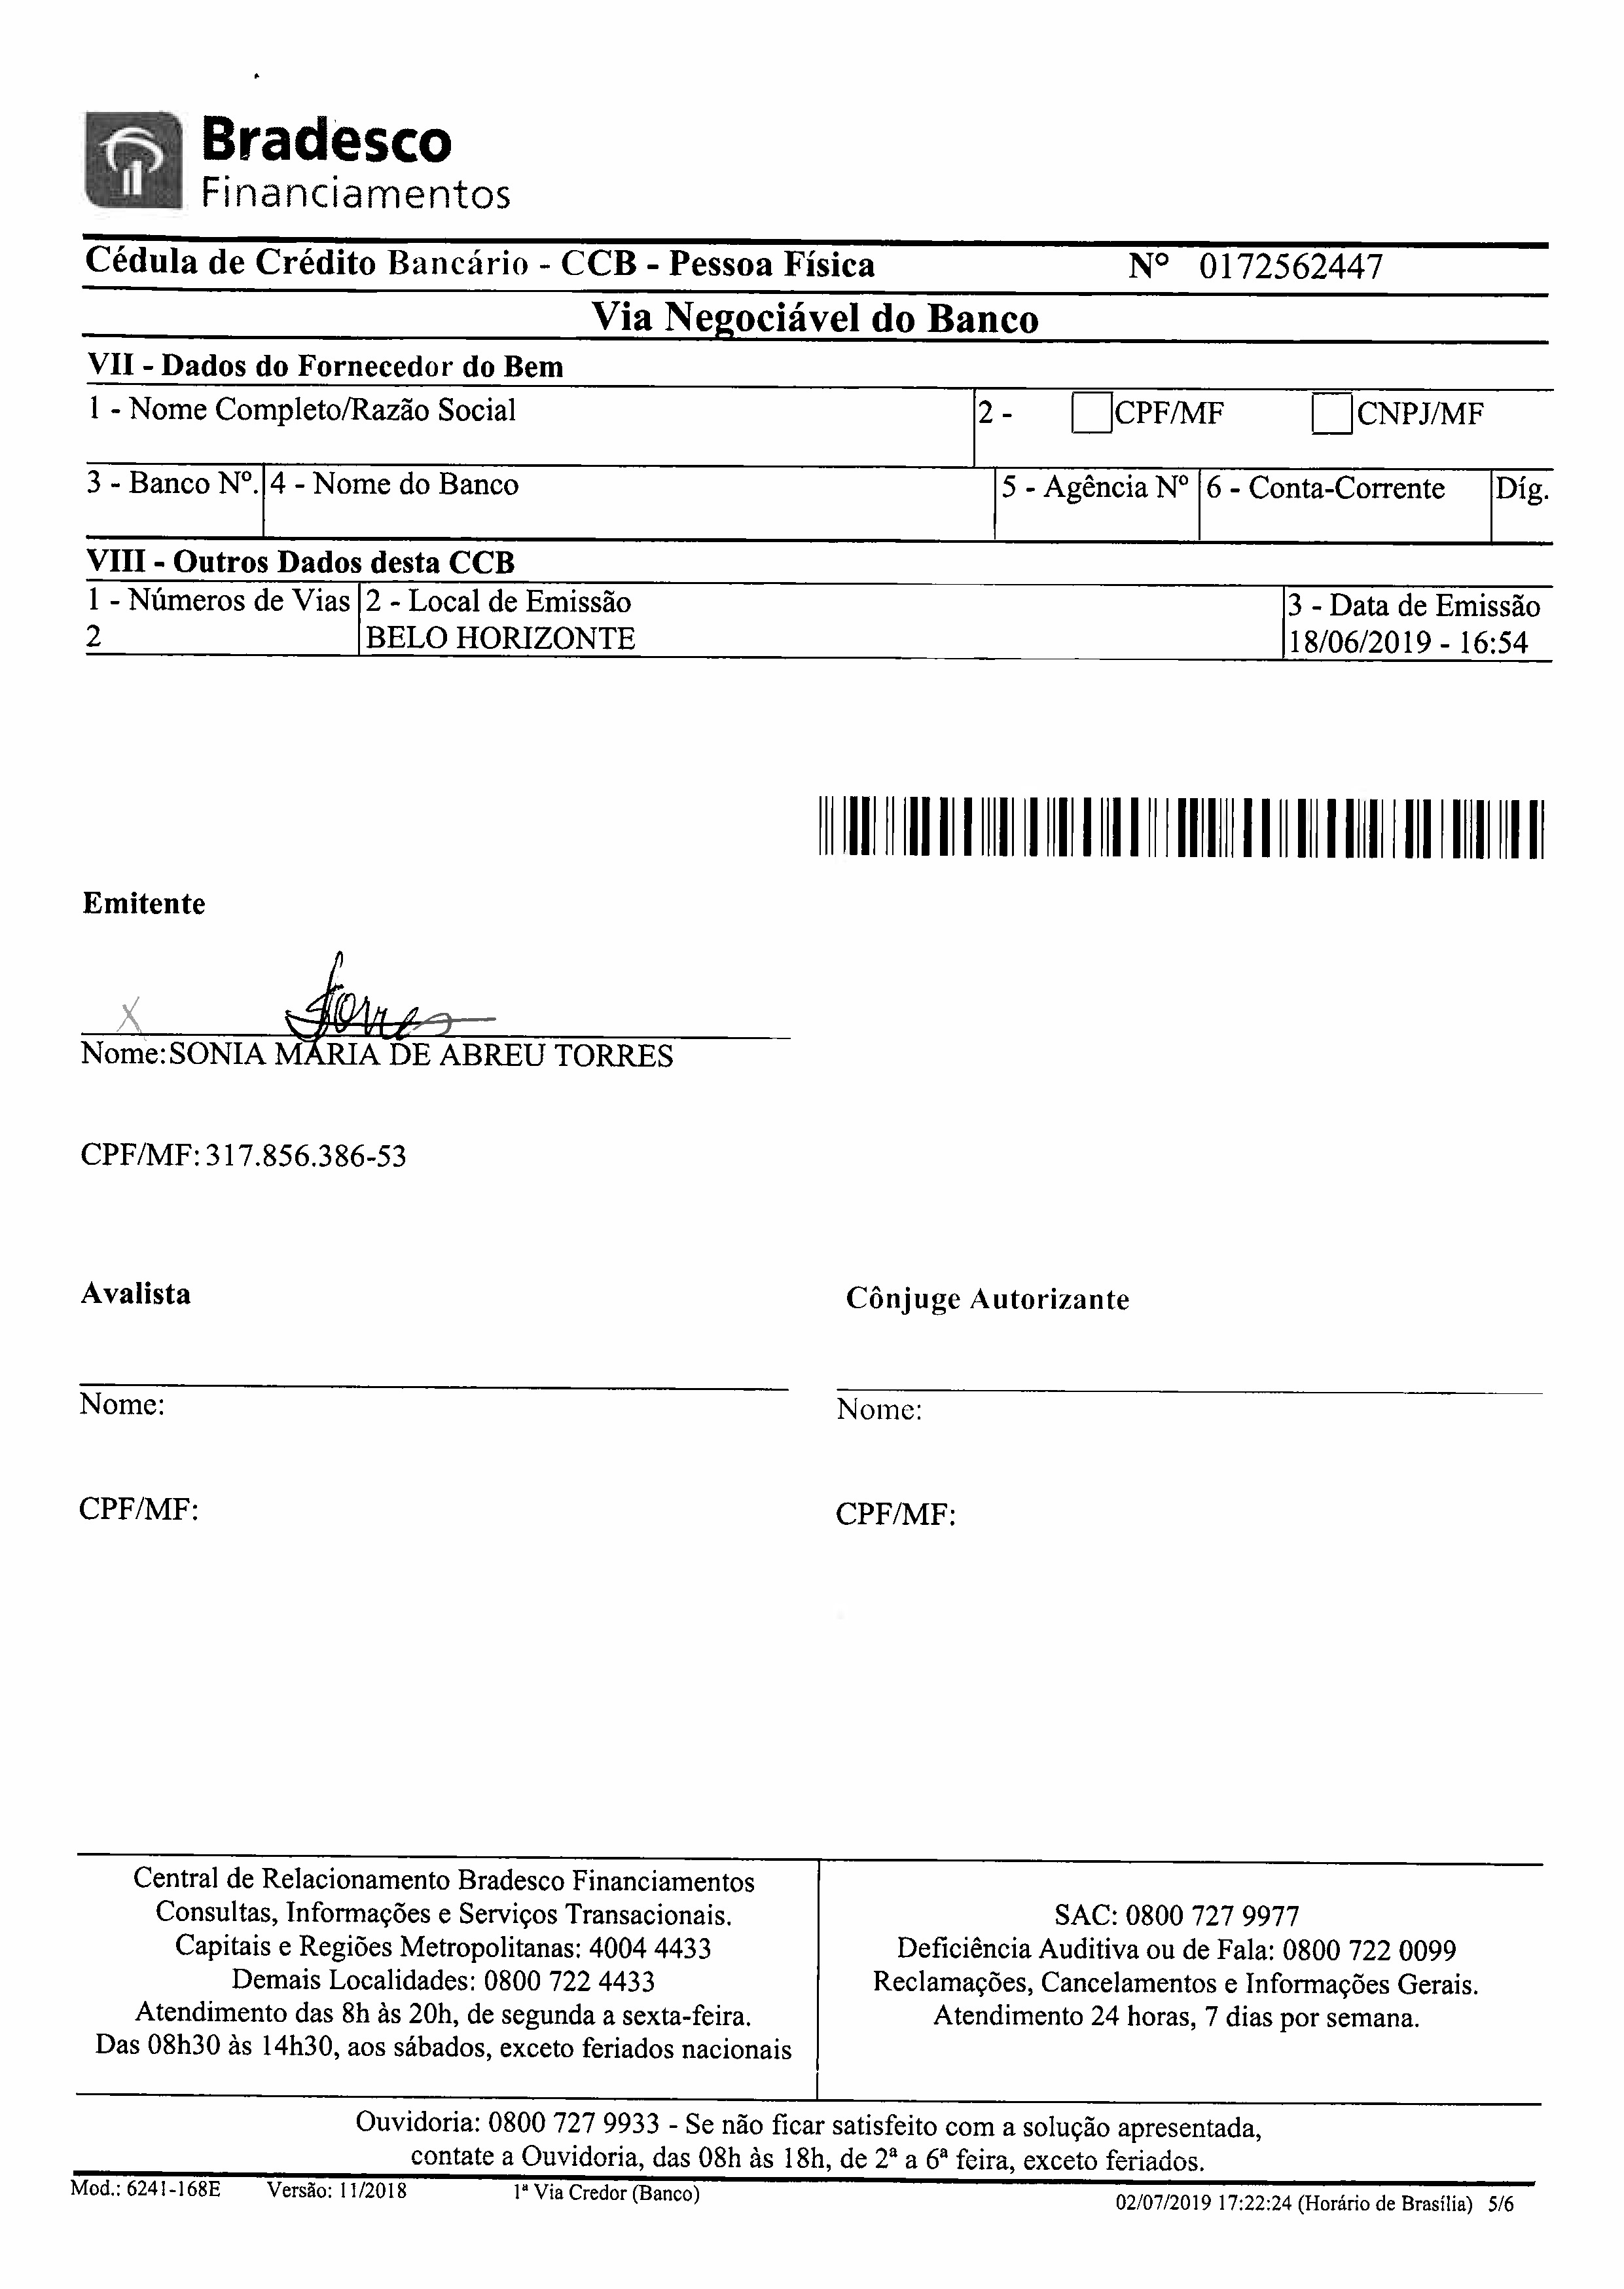 Bradesco
Financiamentos
Cédula de Crédito Bancário - CCB - Pessoa Física Nº 0172562447
Via Negociável do Banco
VII - Dados do Fornecedor do Bem
1 - Nome Completo/Razão Social 2 - CPF/MF CNPJ/MF
3 - Banco Nº. 4 - Nome do Banco 5 - Agência Nº 6 - Conta-Corrente Díg.
VIII - Outros Dados desta CCB
1 - Números de Vias 2 - Local de Emissão 3 - Data de Emissão
2 BELO HORIZONTE 18/06/2019 - 16:54
Emitente
X Torres
Nome:SONIA MARIA DE ABREU TORRES
CPF/MF: 317.856.386-53
Avalista Cônjuge Autorizante
Nome: Nome:
CPF/MF: CPF/MF:
Central de Relacionamento Bradesco Financiamentos
Consultas, Informações e Serviços Transacionais.
Capitais e Regiões Metropolitanas: 4004 4433
Demais Localidades: 0800 722 4433
Atendimento das 8h às 20h, de segunda a sexta-feira.
Das 08h30 às 14h30, aos sábados, exceto feriados nacionais
SAC: 0800 727 9977
Deficiência Auditiva ou de Fala: 0800 722 0099
Reclamações, Cancelamentos e Informações Gerais.
Atendimento 24 horas, 7 dias por semana.
Ouvidoria: 0800 727 9933 - Se não ficar satisfeito com a solução apresentada,
contate a Ouvidoria, das 08h às 18h, de 2ª a 6ª feira, exceto feriados.
Mod.: 6241-168E Versão: 11/2018 1ª Via Credor (Banco) 02/07/2019 17:22:24 (Horário de Brasília) 5/6